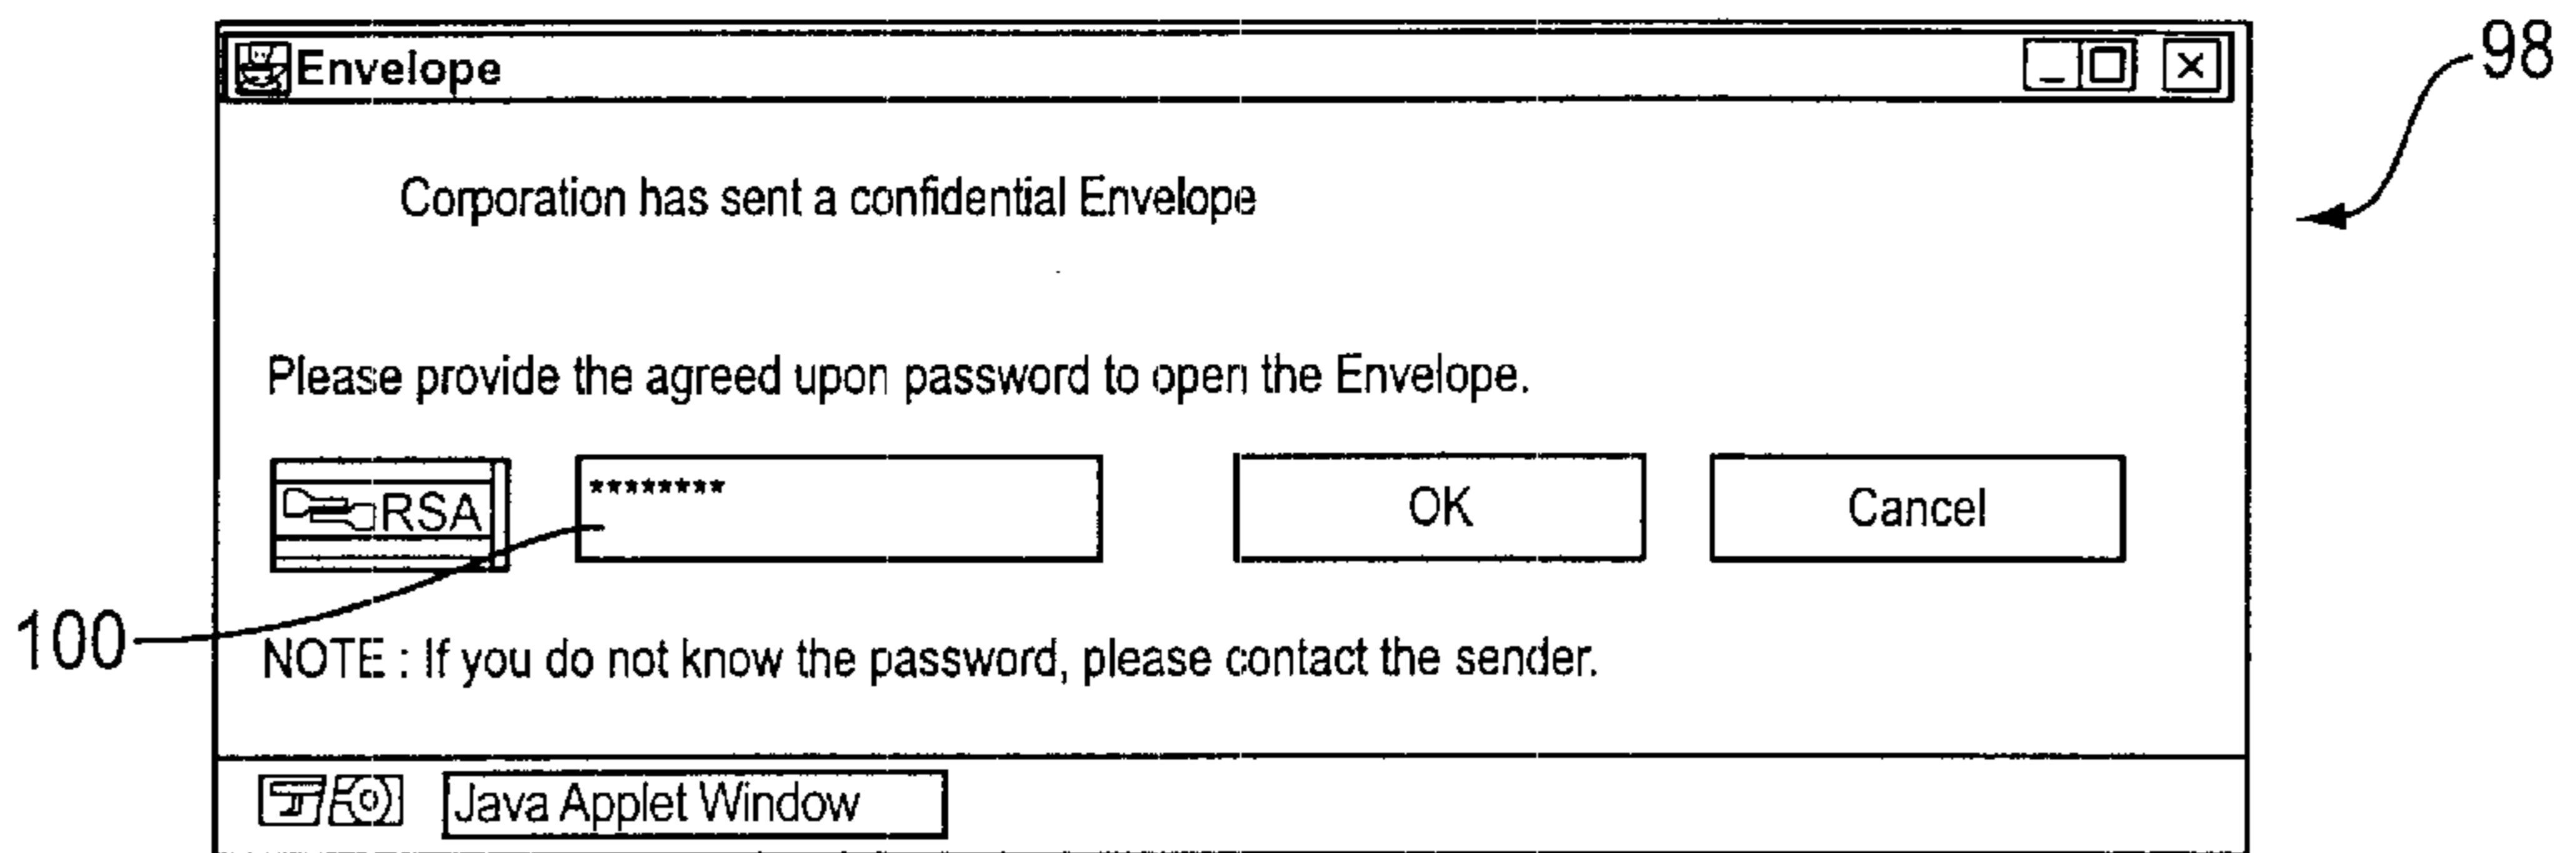 Envelope
98
Corporation has sent a confidential Envelope
Please provide the agreed upon password to open the Envelope.
RSA ******** OK Cancel
100
NOTE : If you do not know the password, please contact the sender.
Java Applet Window